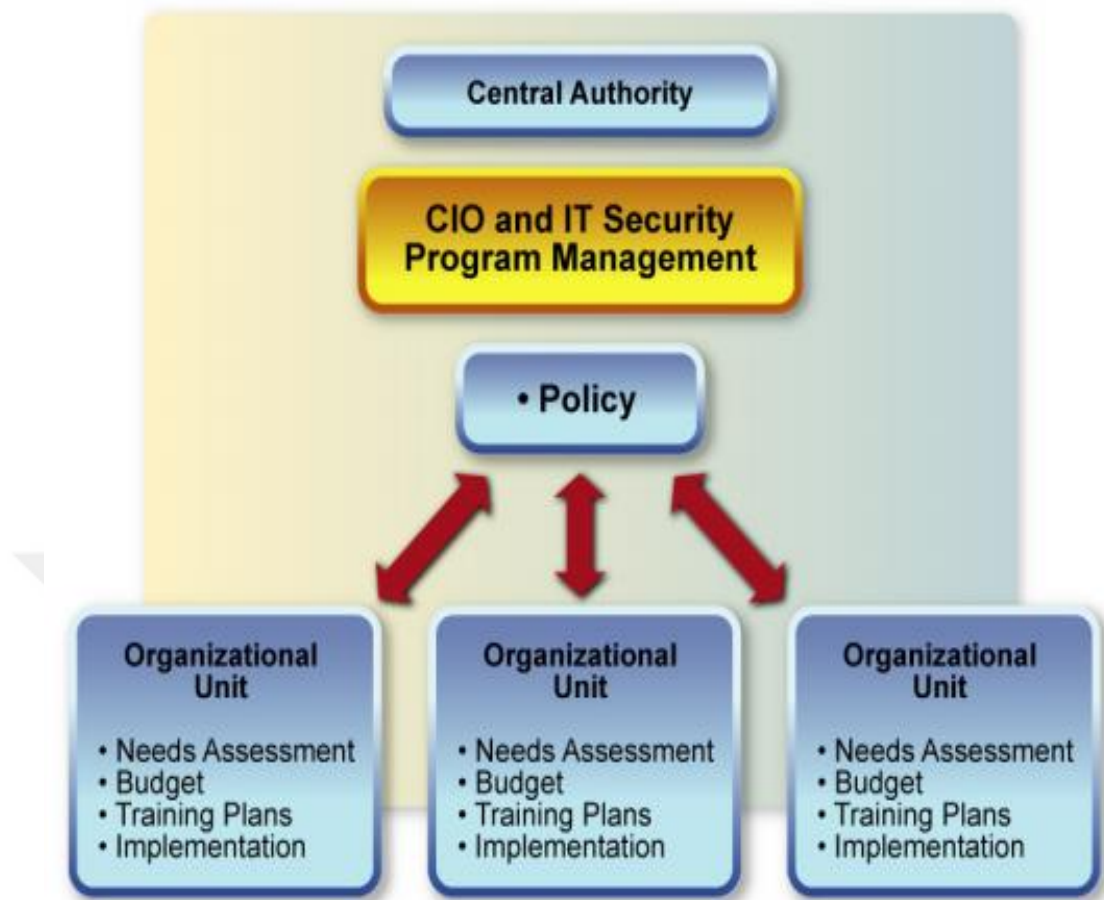 Central Authority
CIO and IT Security
Program Management
• Policy
Organizational
Unit
• Needs Assessment
• Budget
• Training Plans
• Implementation
Organizational
Unit
• Needs Assessment
• Budget
• Training Plans
• Implementation
Organizational
Unit
• Needs Assessment
• Budget
• Training Plans
• Implementation